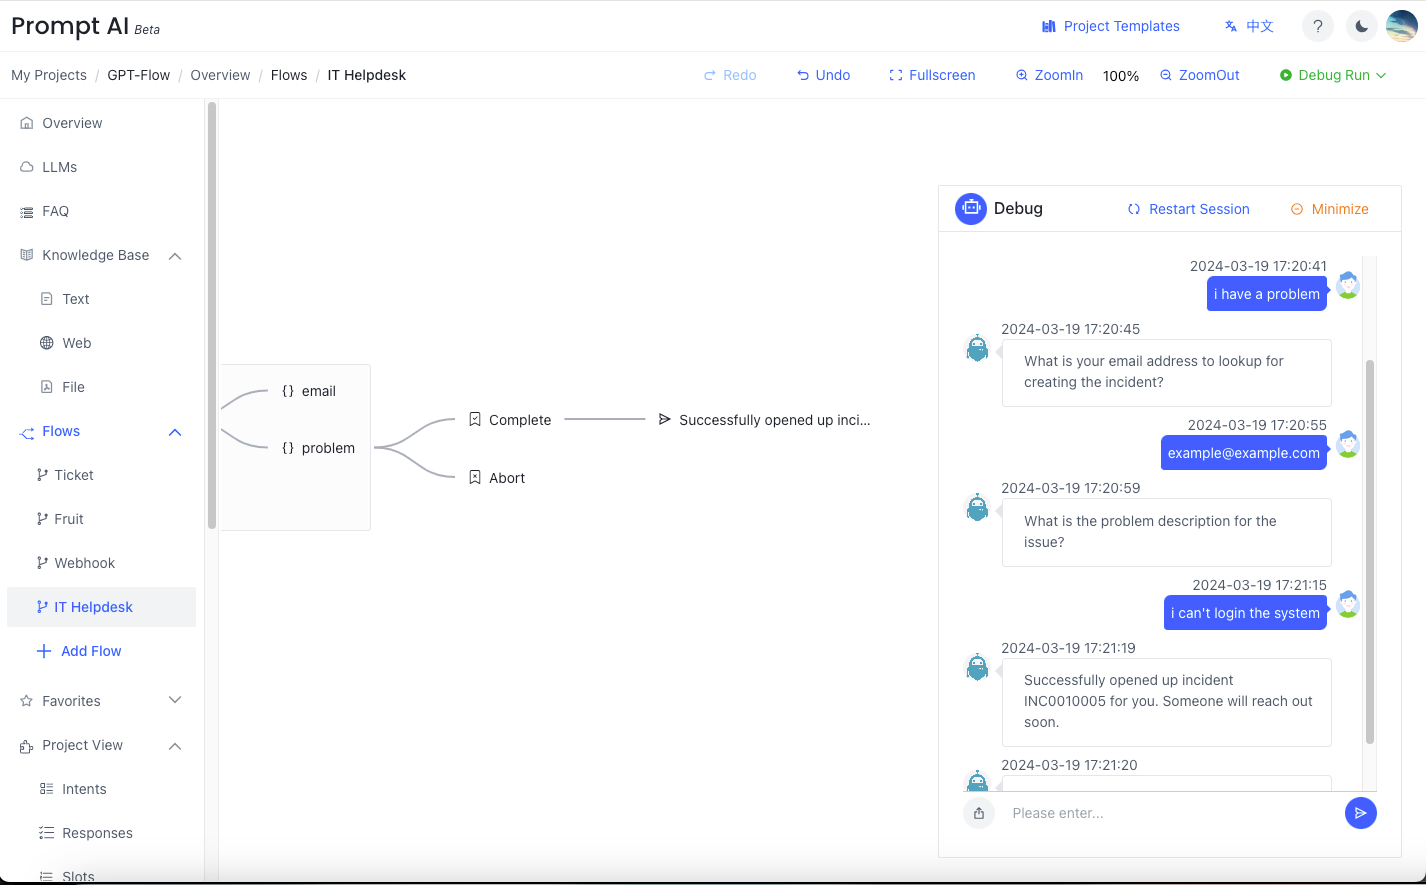 Prompt AI Beta
Project Templates
中文
?
My Projects / GPT-Flow / Overview / Flows / IT Helpdesk
Redo
Undo
Fullscreen
ZoomIn
100%
ZoomOut
Debug Run
Overview
LLMs
FAQ
Knowledge Base
Text
Web
File
Flows
Ticket
Fruit
Webhook
IT Helpdesk
Add Flow
Favorites
Project View
Intents
Responses
Slots
{} email
{} problem
Complete
Successfully opened up inci...
Abort
Debug
Restart Session
Minimize
2024-03-19 17:20:41
i have a problem
2024-03-19 17:20:45
What is your email address to lookup for
creating the incident?
2024-03-19 17:20:55
example@example.com
2024-03-19 17:20:59
What is the problem description for the
issue?
2024-03-19 17:21:15
i can't login the system
2024-03-19 17:21:19
Successfully opened up incident
INC0010005 for you. Someone will reach out
soon.
2024-03-19 17:21:20
Please enter...